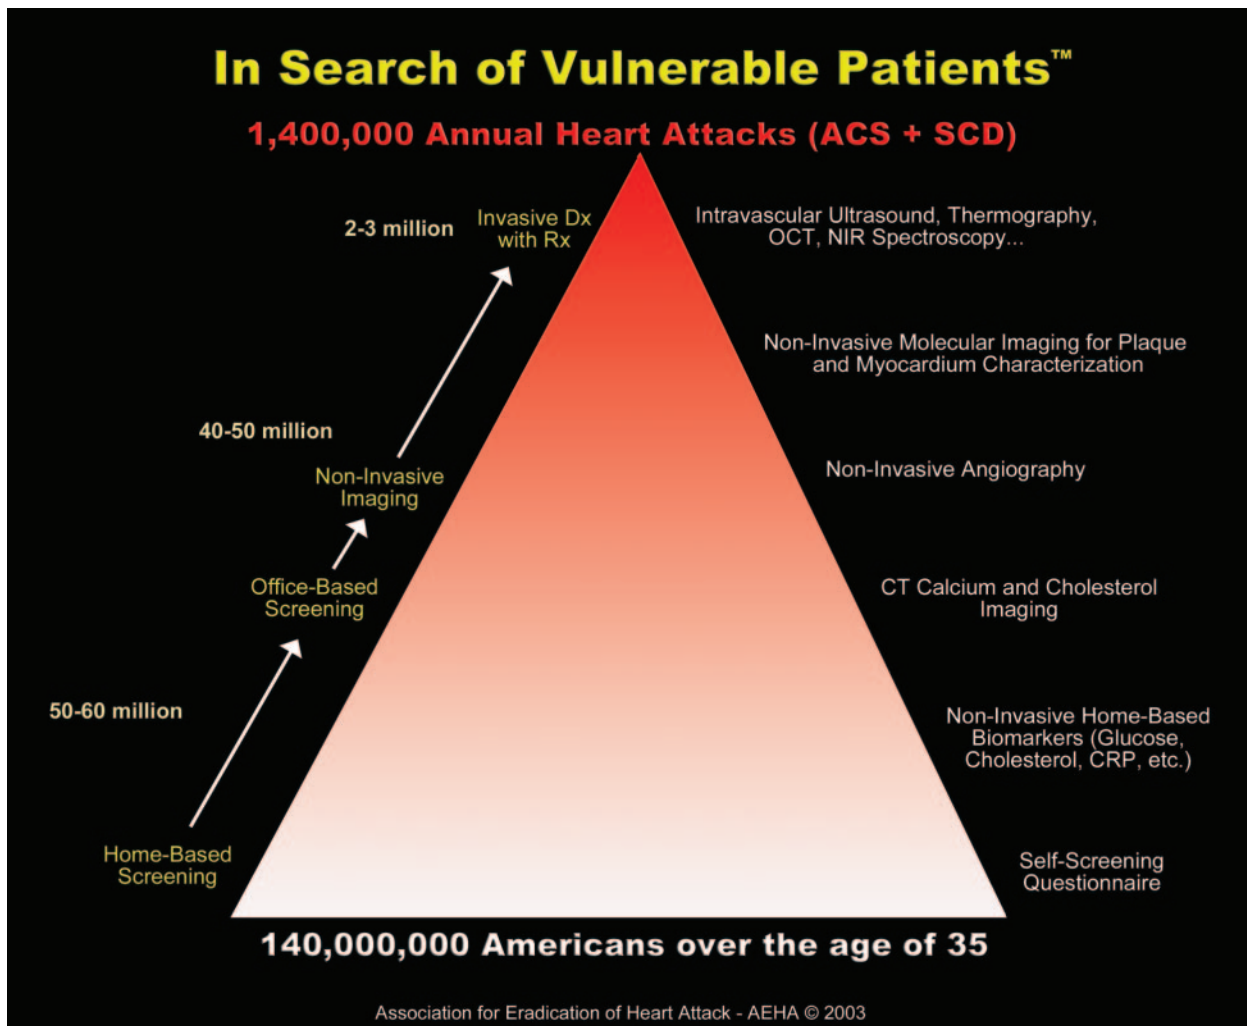 In Search of Vulnerable Patients™
1,400,000 Annual Heart Attacks (ACS + SCD)
2-3 million
Invasive Dx
with Rx
Intravascular Ultrasound, Thermography,
OCT, NIR Spectroscopy...
Non-Invasive Molecular Imaging for Plaque
and Myocardium Characterization
40-50 million
Non-Invasive
Imaging
Non-Invasive Angiography
Office-Based
Screening
CT Calcium and Cholesterol
Imaging
50-60 million
Non-Invasive Home-Based
Biomarkers (Glucose,
Cholesterol, CRP, etc.)
Home-Based
Screening
Self-Screening
Questionnaire
140,000,000 Americans over the age of 35
Association for Eradication of Heart Attack - AEHA © 2003